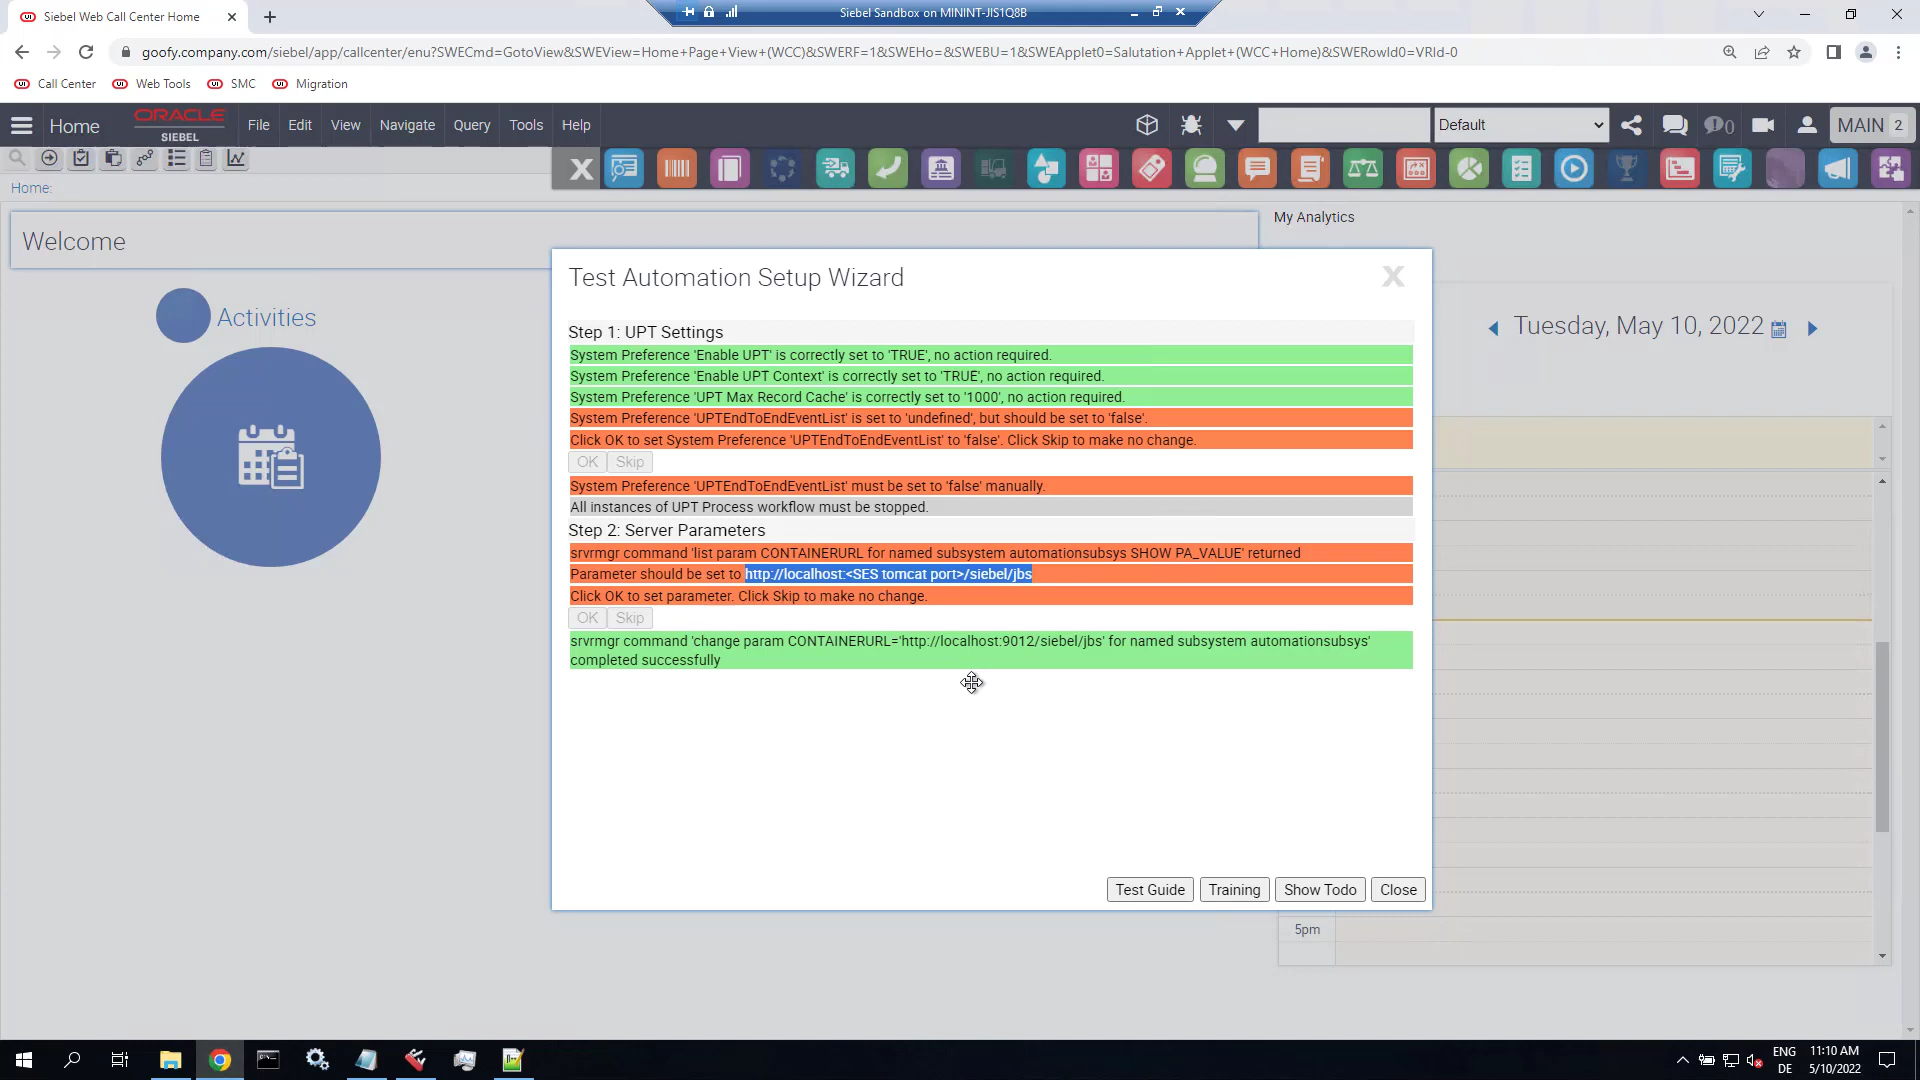 Siebel Web Call Center Home
Siebel Sandbox on MININT-JIS1Q8B
goofy.company.com/siebel/app/callcenter/enu?SWECmd=GotoView&SWEView=Home+Page+View+(WCC)&SWERF=1&SWEHo=&SWEBU=1&SWEApplet0=Salutation+Applet+(WCC+Home)&SWERowId0=VRId-0
Call Center
Web Tools
SMC
Migration
Home
ORACLE
SIEBEL
File
Edit
View
Navigate
Query
Tools
Help
Default
0
MAIN 2
Home:
Welcome
Activities
My Analytics
Tuesday, May 10, 2022
Test Automation Setup Wizard
X
Step 1: UPT Settings
System Preference 'Enable UPT' is correctly set to 'TRUE', no action required.
System Preference 'Enable UPT Context' is correctly set to 'TRUE', no action required.
System Preference 'UPT Max Record Cache' is correctly set to '1000', no action required.
System Preference 'UPTEndToEndEventList' is set to 'undefined', but should be set to 'false'.
Click OK to set System Preference 'UPTEndToEndEventList' to 'false'. Click Skip to make no change.
OK Skip
System Preference 'UPTEndToEndEventList' must be set to 'false' manually.
All instances of UPT Process workflow must be stopped.
Step 2: Server Parameters
srvrmgr command 'list param CONTAINERURL for named subsystem automationsubsys SHOW PA_VALUE' returned
Parameter should be set to http://localhost:<SES tomcat port>/siebel/jbs
Click OK to set parameter. Click Skip to make no change.
OK Skip
srvrmgr command 'change param CONTAINERURL='http://localhost:9012/siebel/jbs' for named subsystem automationsubsys'
completed successfully
Test Guide
Training
Show Todo
Close
5pm
ENG
DE
11:10 AM
5/10/2022